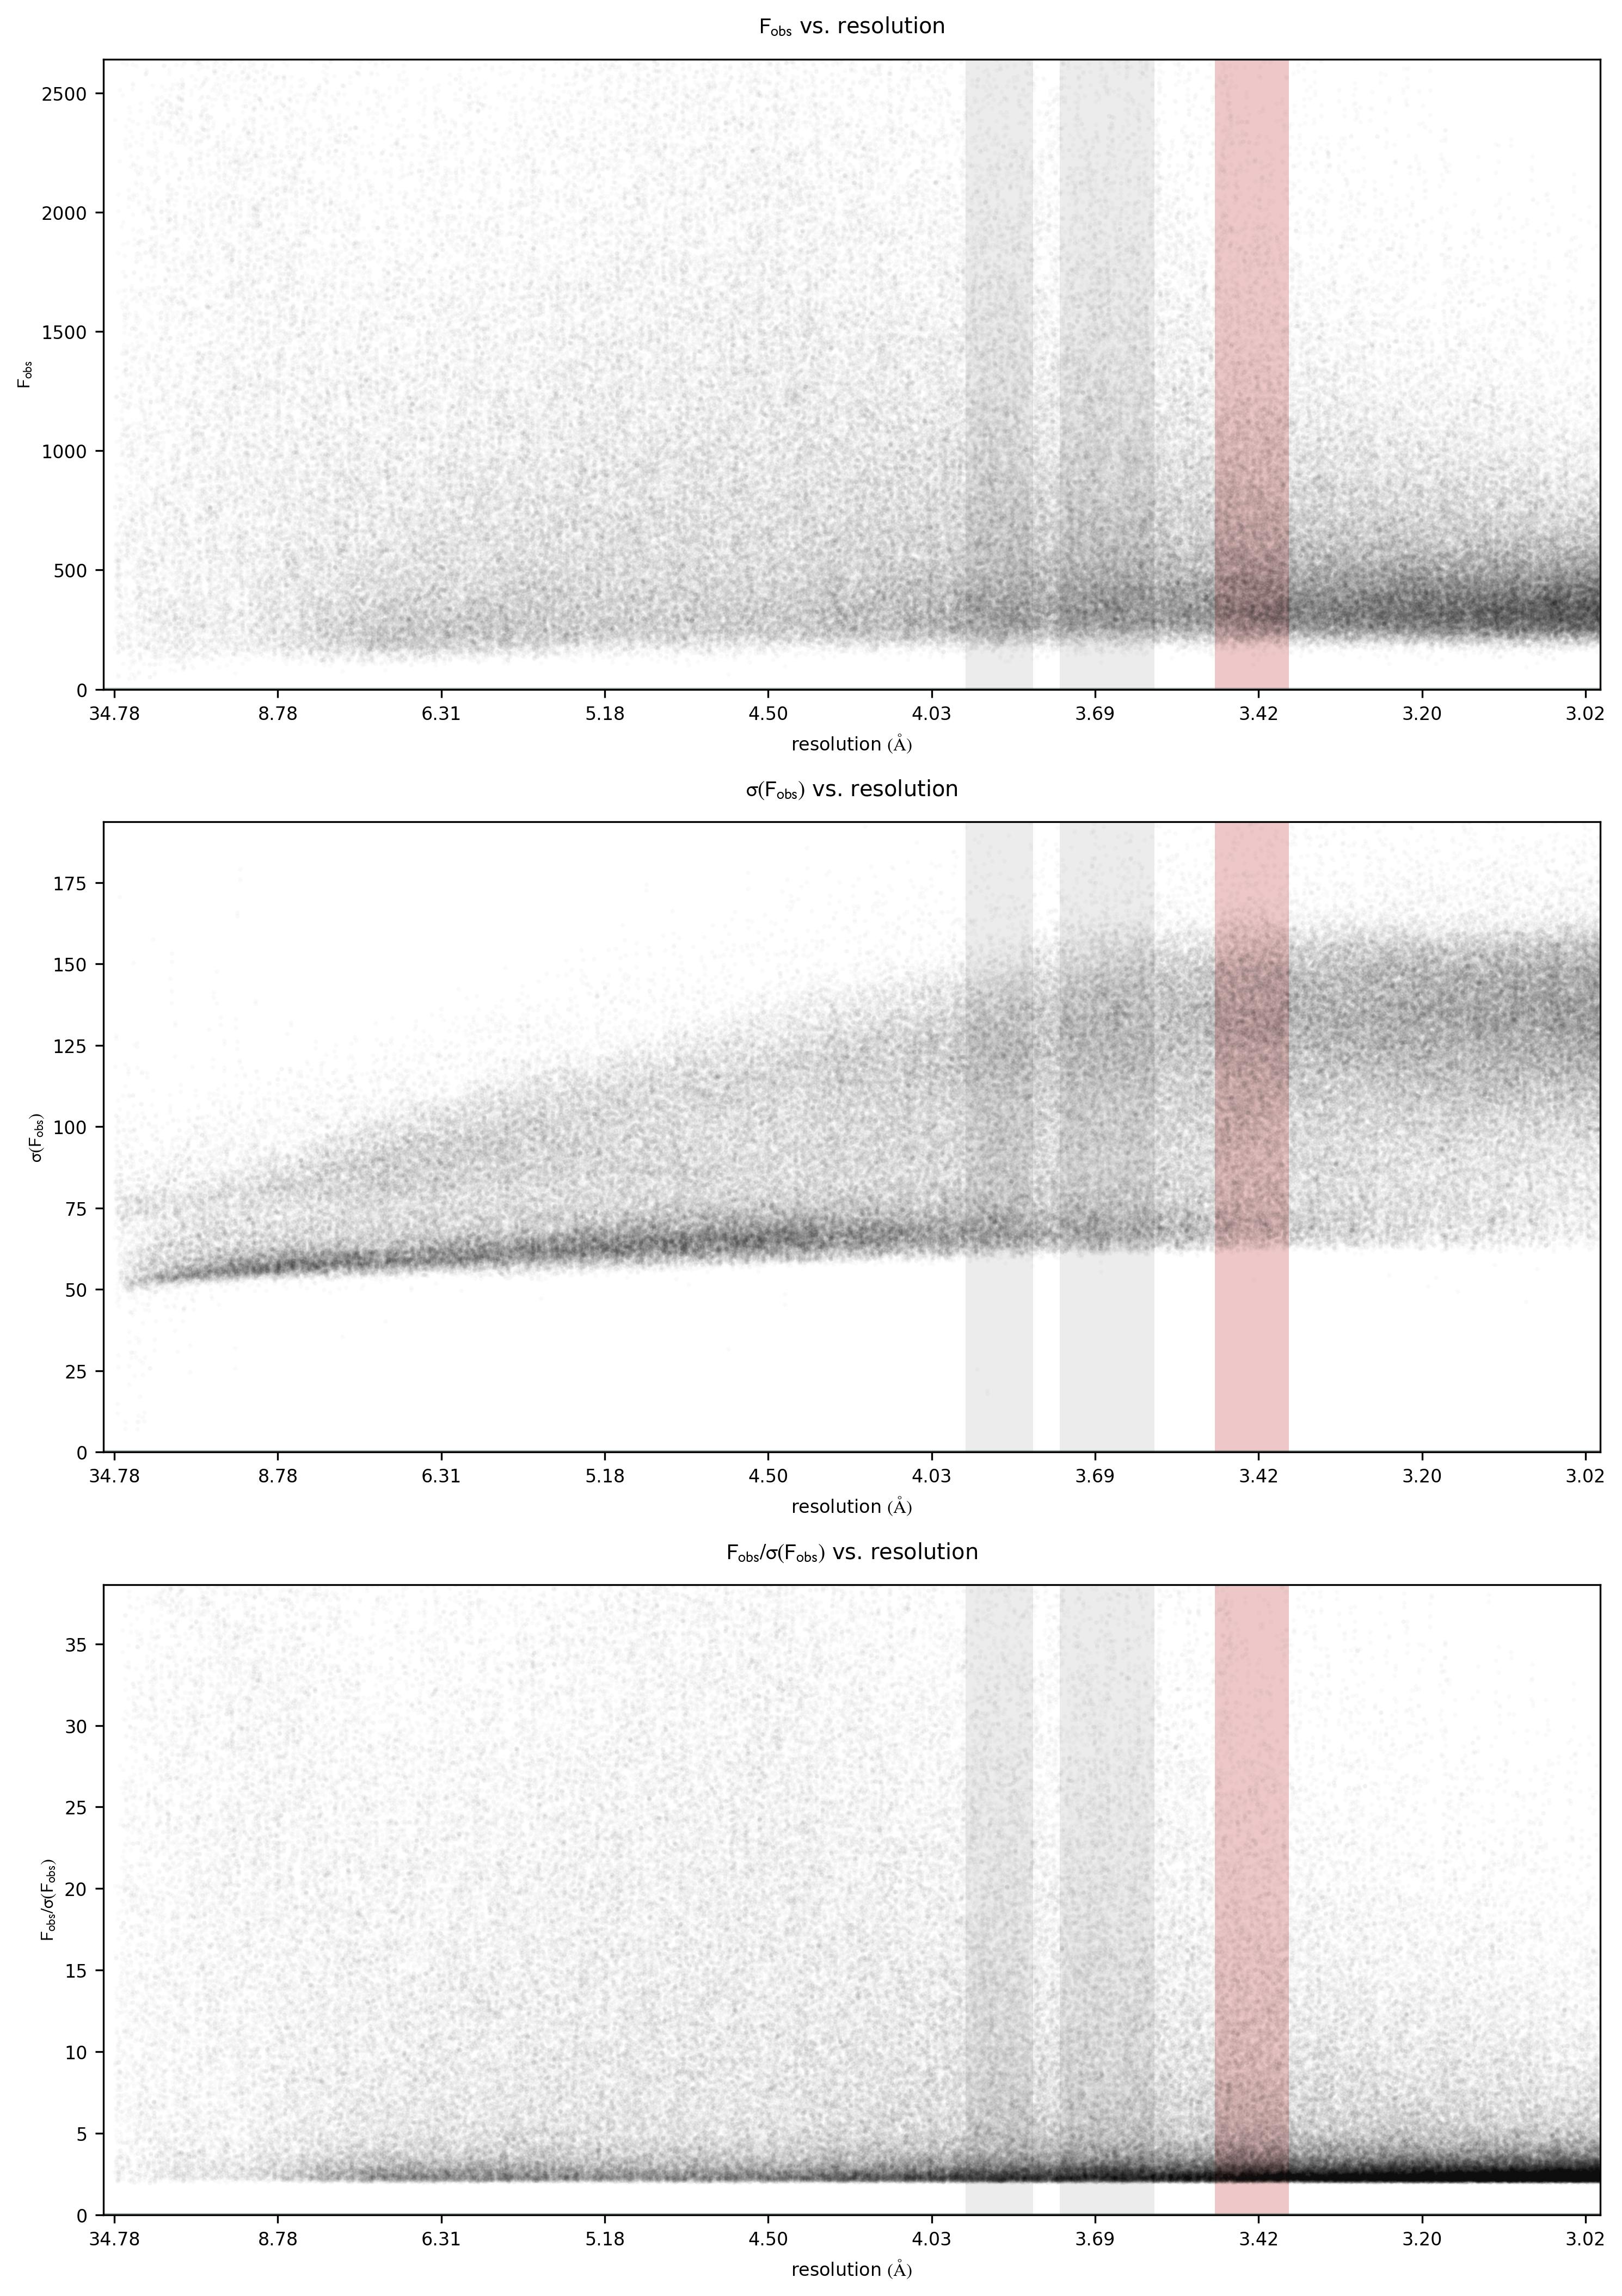 Fobs vs. resolution
2500
2000
1500
1000
500
0
Fobs
34.78 8.78 6.31 5.18 4.50 4.03 3.69 3.42 3.20 3.02
resolution (Å)
σ(Fobs) vs. resolution
175
150
125
100
75
50
25
0
σ(Fobs)
34.78 8.78 6.31 5.18 4.50 4.03 3.69 3.42 3.20 3.02
resolution (Å)
Fobs/σ(Fobs) vs. resolution
35
30
25
20
15
10
5
0
Fobs/σ(Fobs)
34.78 8.78 6.31 5.18 4.50 4.03 3.69 3.42 3.20 3.02
resolution (Å)